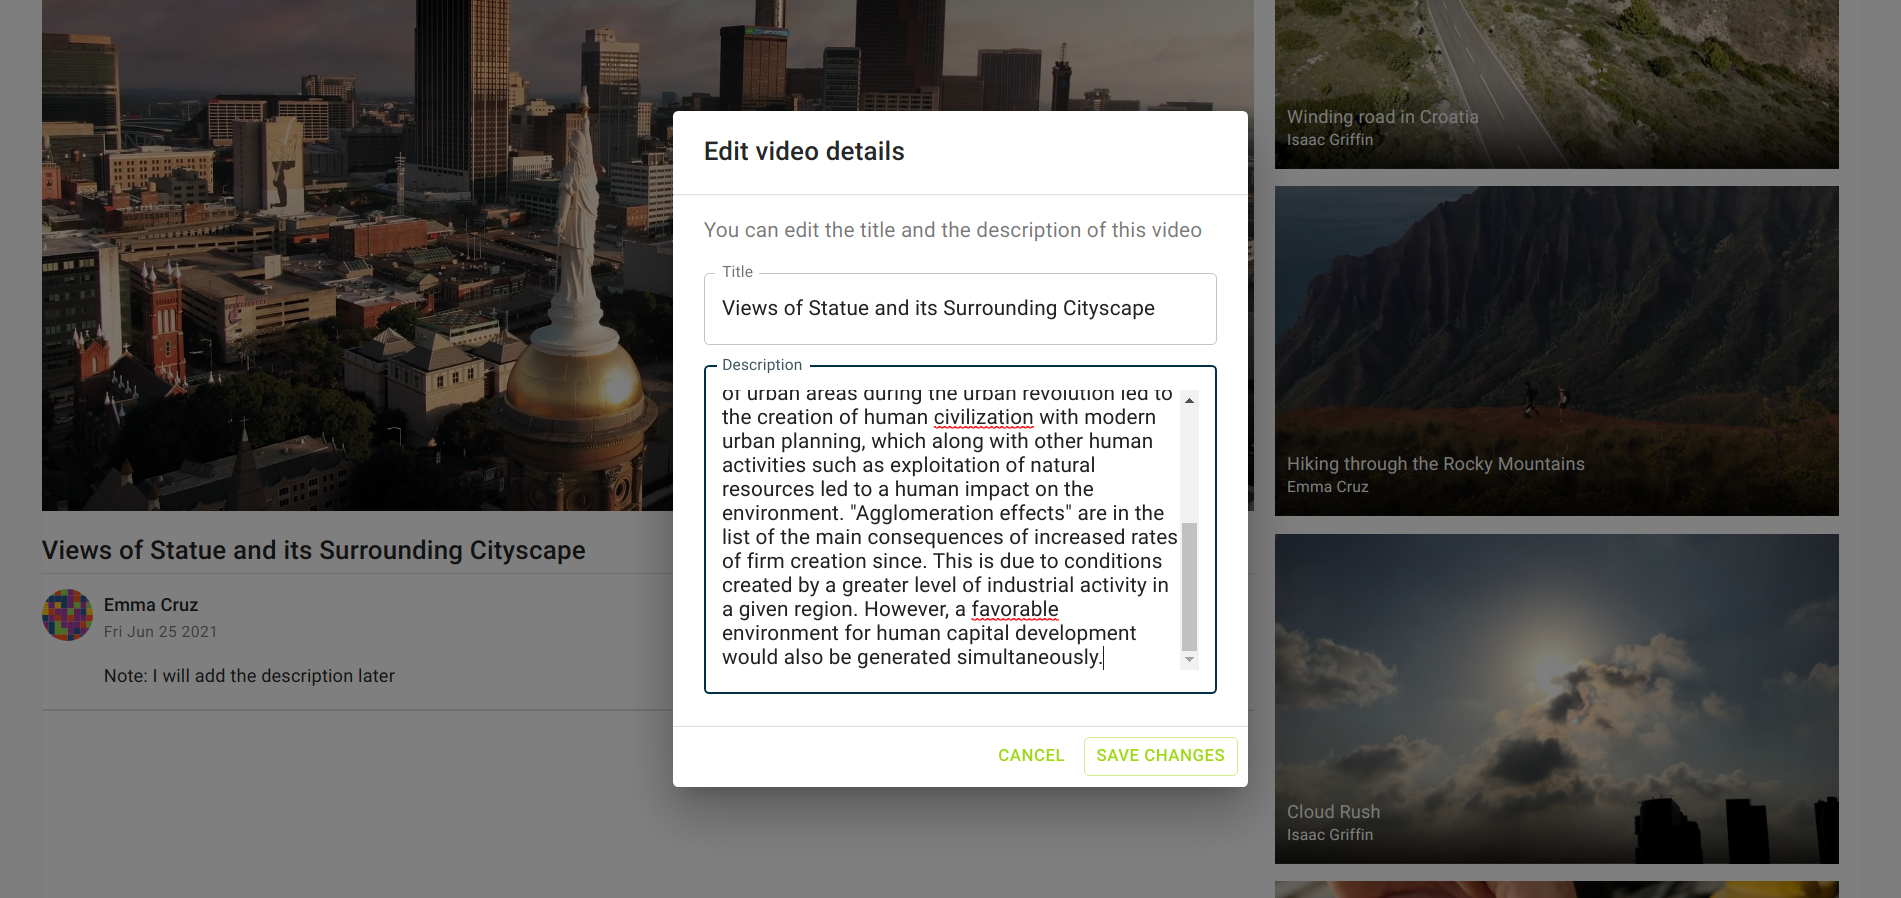 Edit video details
You can edit the title and the description of this video
Title
Views of Statue and its Surrounding Cityscape
Description
of urban areas during the urban revolution led to
the creation of human civilization with modern
urban planning, which along with other human
activities such as exploitation of natural
resources led to a human impact on the
environment. "Agglomeration effects" are in the
list of the main consequences of increased rates
of firm creation since. This is due to conditions
created by a greater level of industrial activity in
a given region. However, a favorable
environment for human capital development
would also be generated simultaneously.
CANCEL
SAVE CHANGES
Views of Statue and its Surrounding Cityscape
Emma Cruz
Fri Jun 25 2021
Note: I will add the description later
Winding road in Croatia
Isaac Griffin
Hiking through the Rocky Mountains
Emma Cruz
Cloud Rush
Isaac Griffin